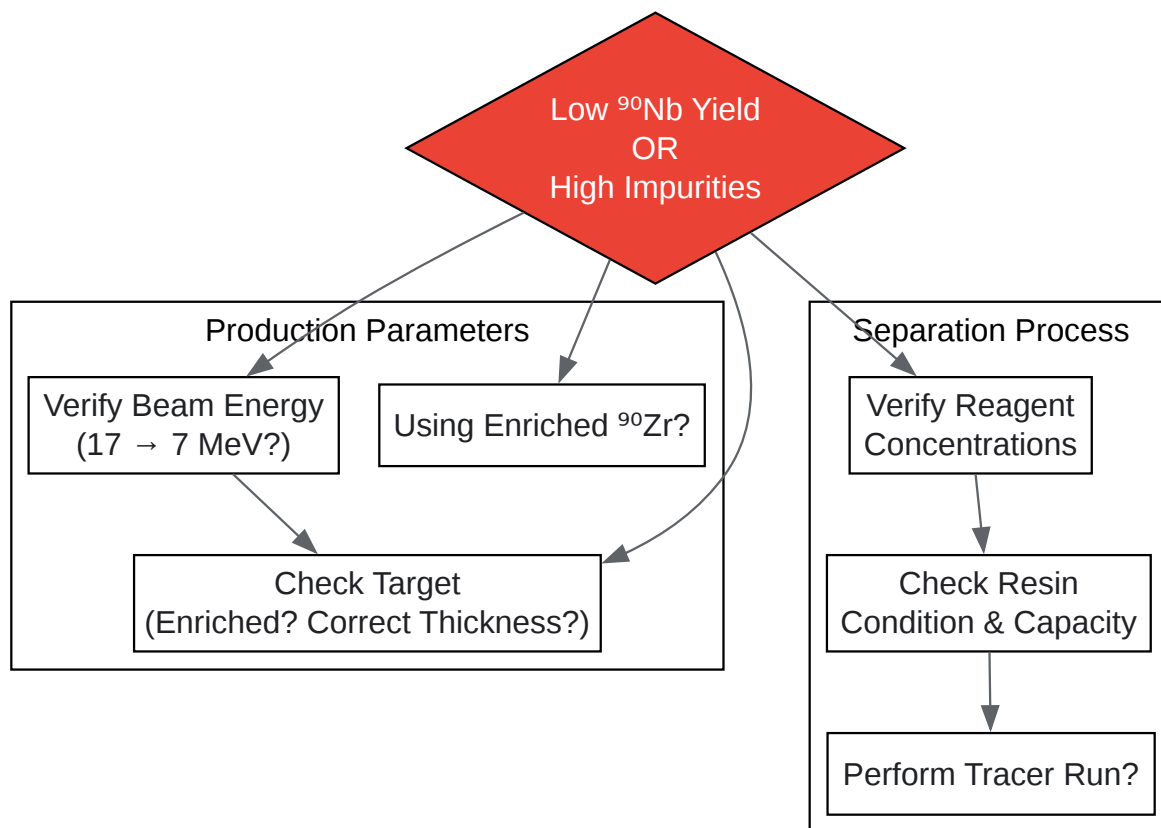 Low ⁹⁰Nb Yield
OR
High Impurities
Production Parameters
Verify Beam Energy
(17 → 7 MeV?)
Using Enriched ⁹⁰Zr?
Check Target
(Enriched? Correct Thickness?)
Separation Process
Verify Reagent
Concentrations
Check Resin
Condition & Capacity
Perform Tracer Run?